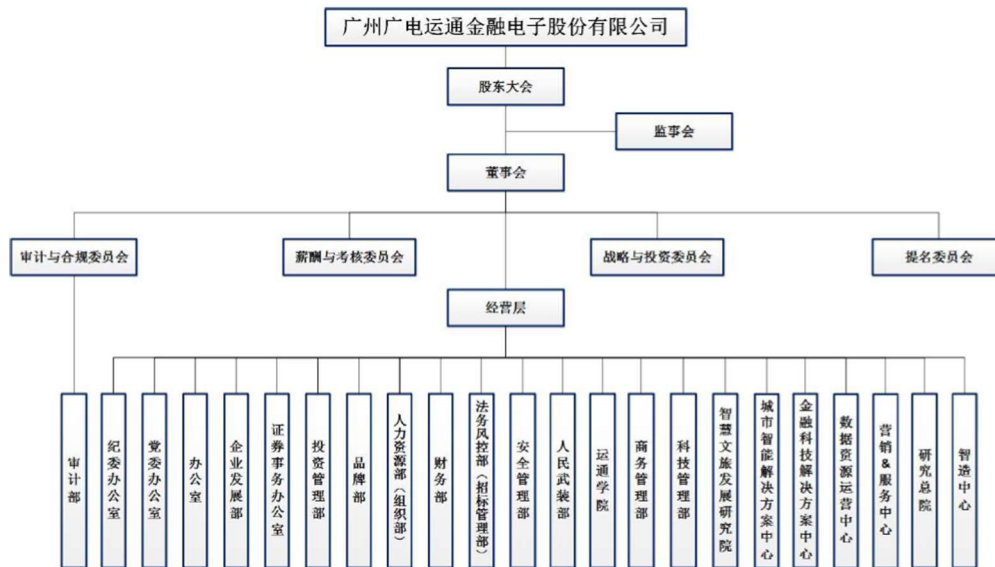 广州广电运通金融电子股份有限公司
股东大会
监事会
董事会
审计与合规委员会
薪酬与考核委员会
战略与投资委员会
提名委员会
经营层
审计部
纪委办公室
党委办公室
办公室
企业发展部
证券事务办公室
投资管理部
品牌部
人力资源部（组织部）
财务部
法务风控部（招标管理部）
安全管理部
人民武装部
运通学院
商务管理部
科技管理部
智慧文旅发展研究院
城市智能解决方案中心
金融科技解决方案中心
数据资源运营中心
营销&服务中心
研究总院
智造中心